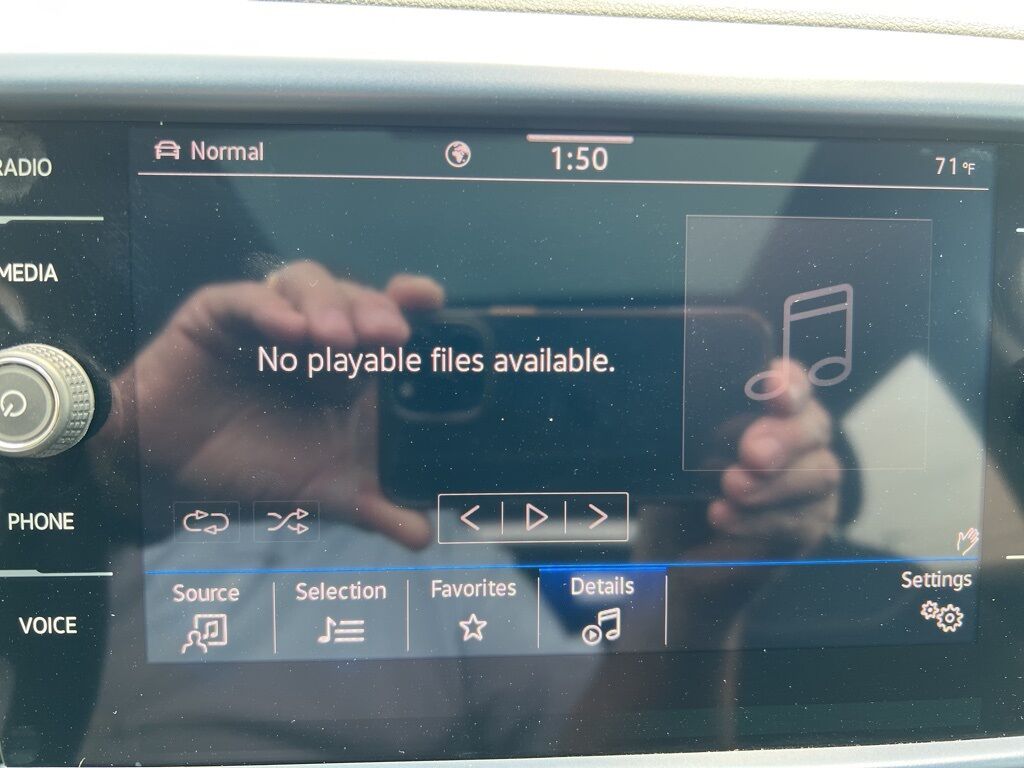 RADIO
MEDIA
PHONE
VOICE
Normal
1:50
71°F
No playable files available.
Source
Selection
Favorites
Details
Settings